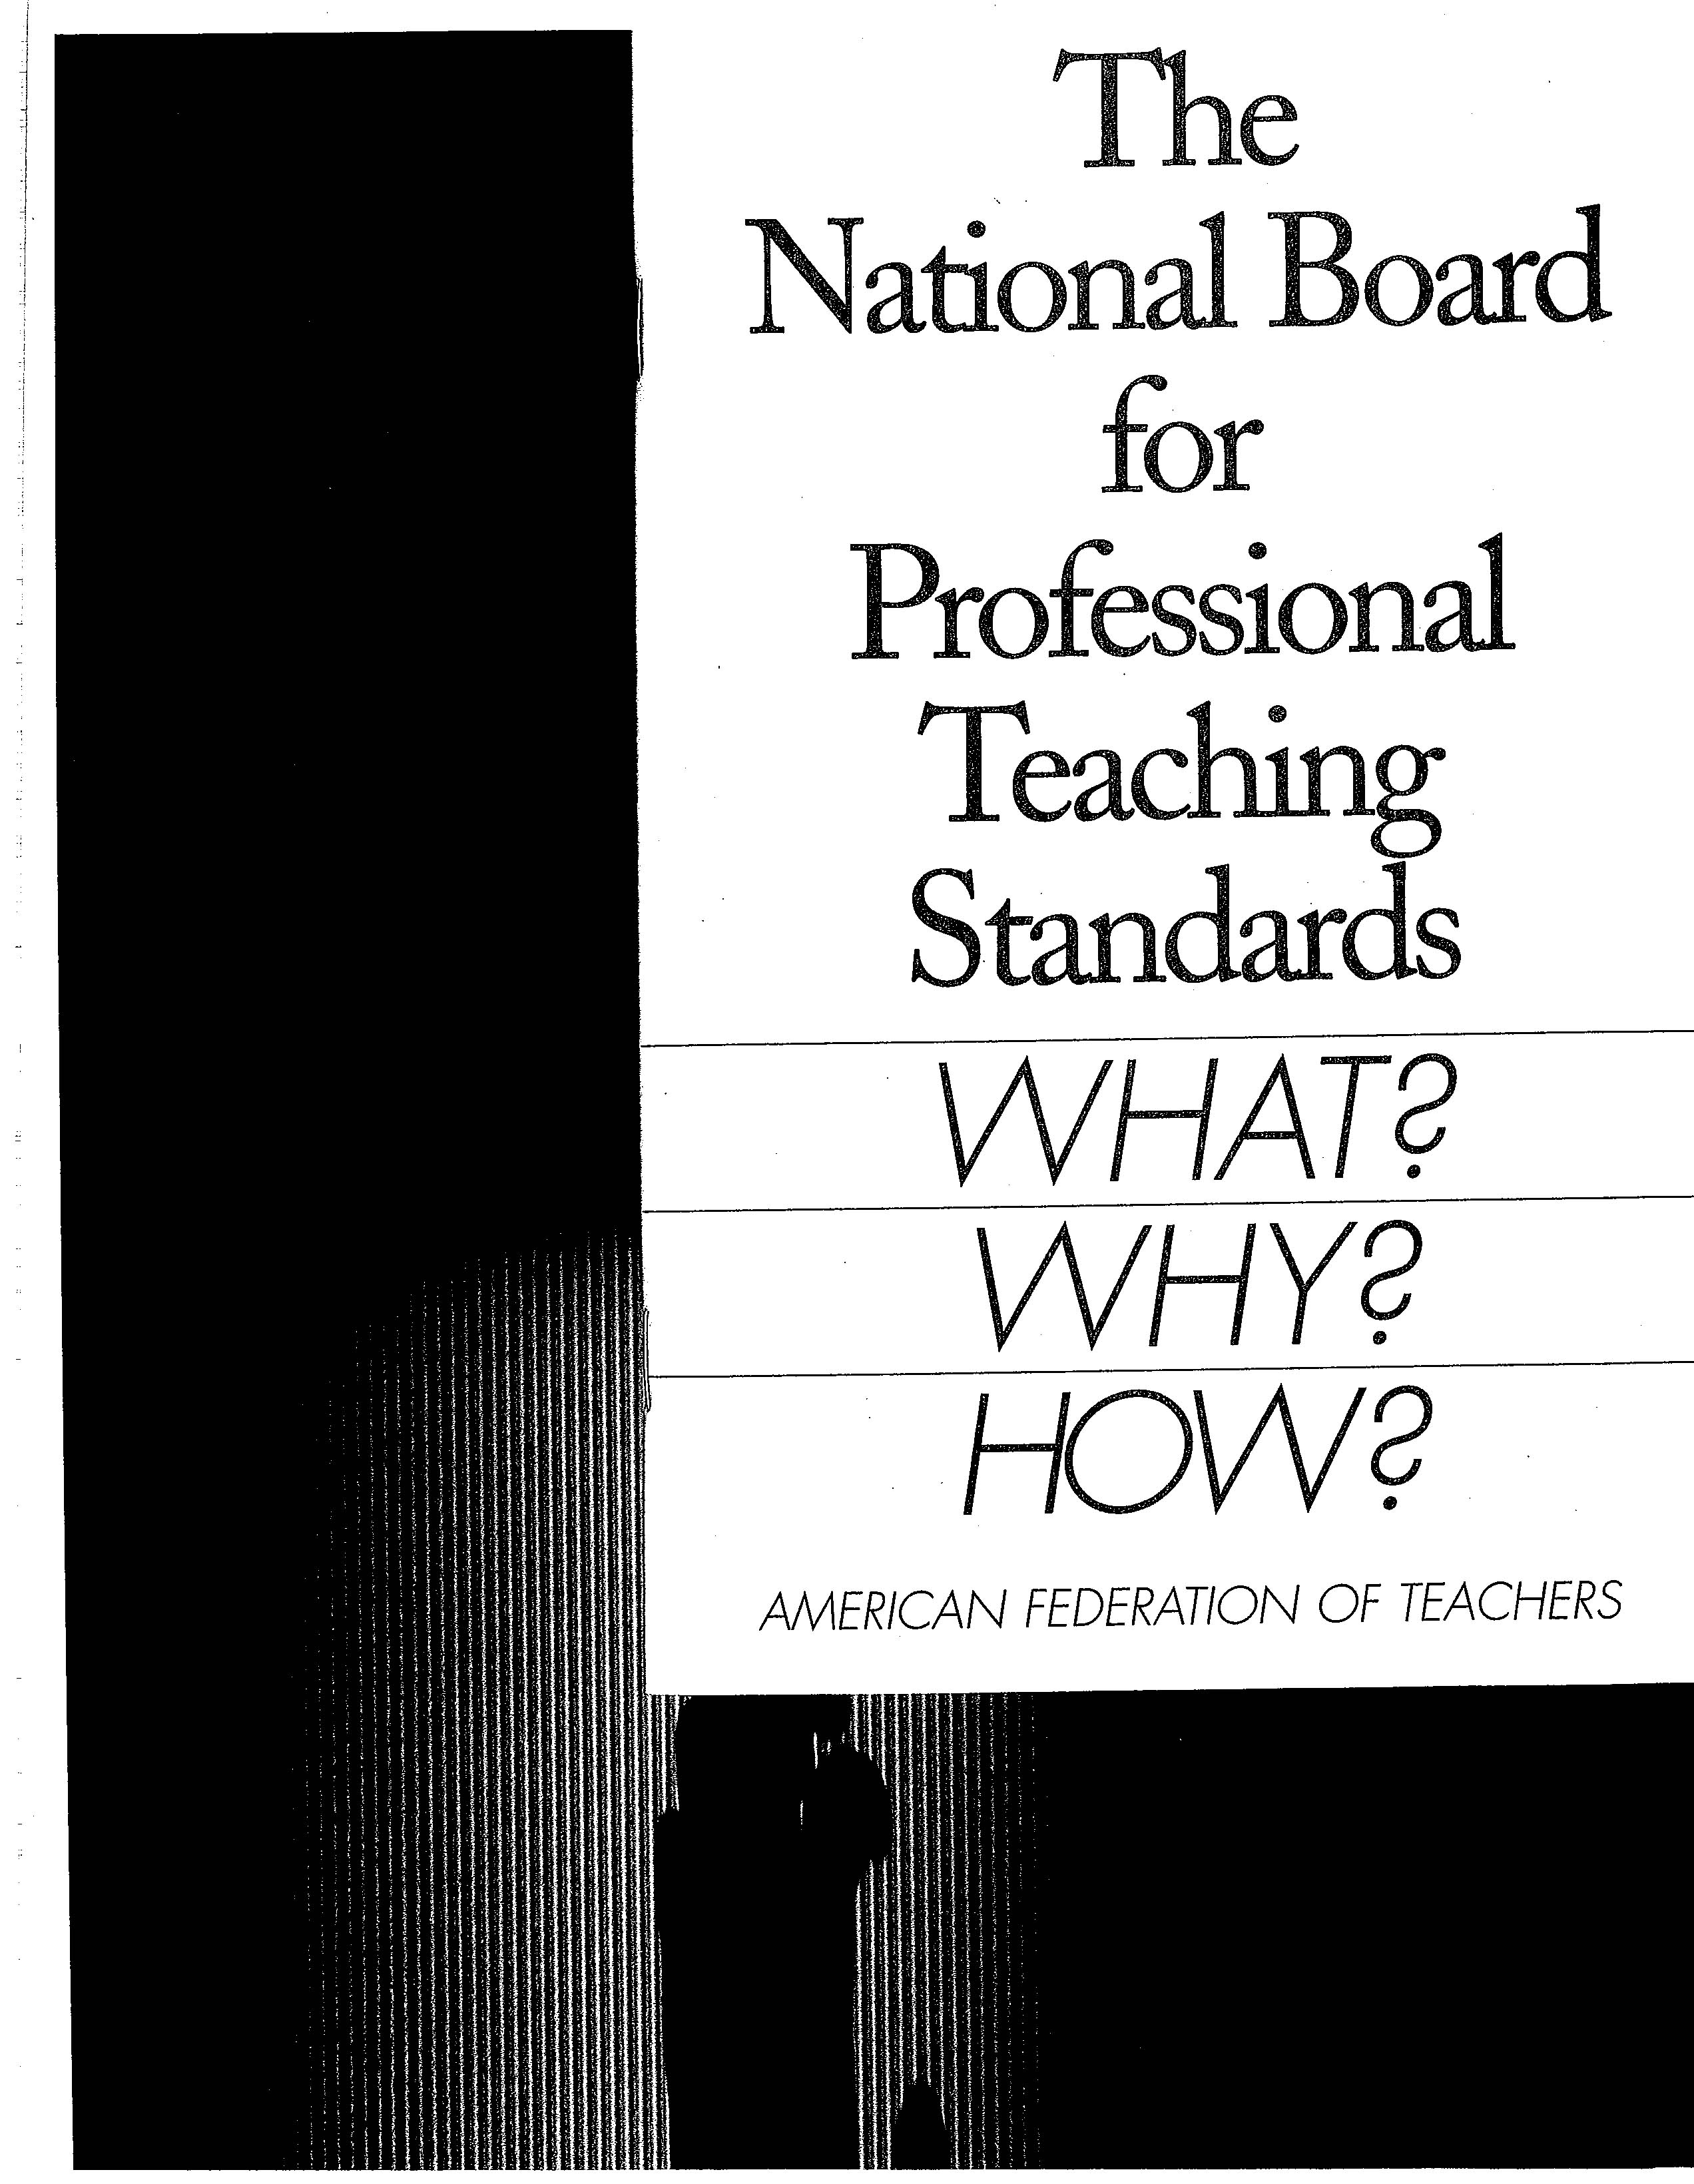 The
National Board
for
Professional
Teaching
Standards
WHAT?
WHY?
HOW?
AMERICAN FEDERATION OF TEACHERS